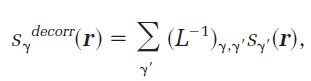 s_γ^{decorr}(r) = ∑_{γ′} (L^{−1})_{γ,γ′} s_{γ′}(r),